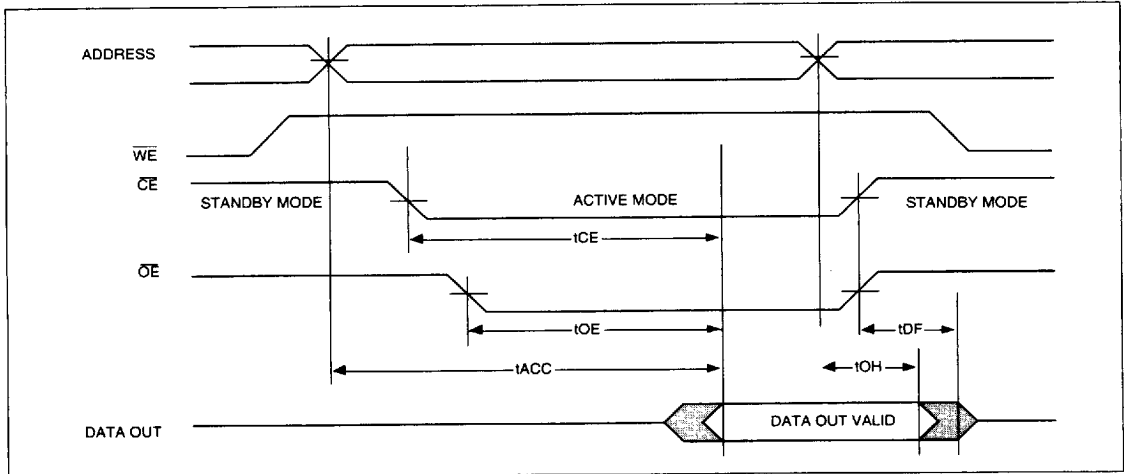 ADDRESS
WE
CE
STANDBY MODE
ACTIVE MODE
STANDBY MODE
tCE
OE
tOE
tDF
tACC
tOH
DATA OUT
DATA OUT VALID